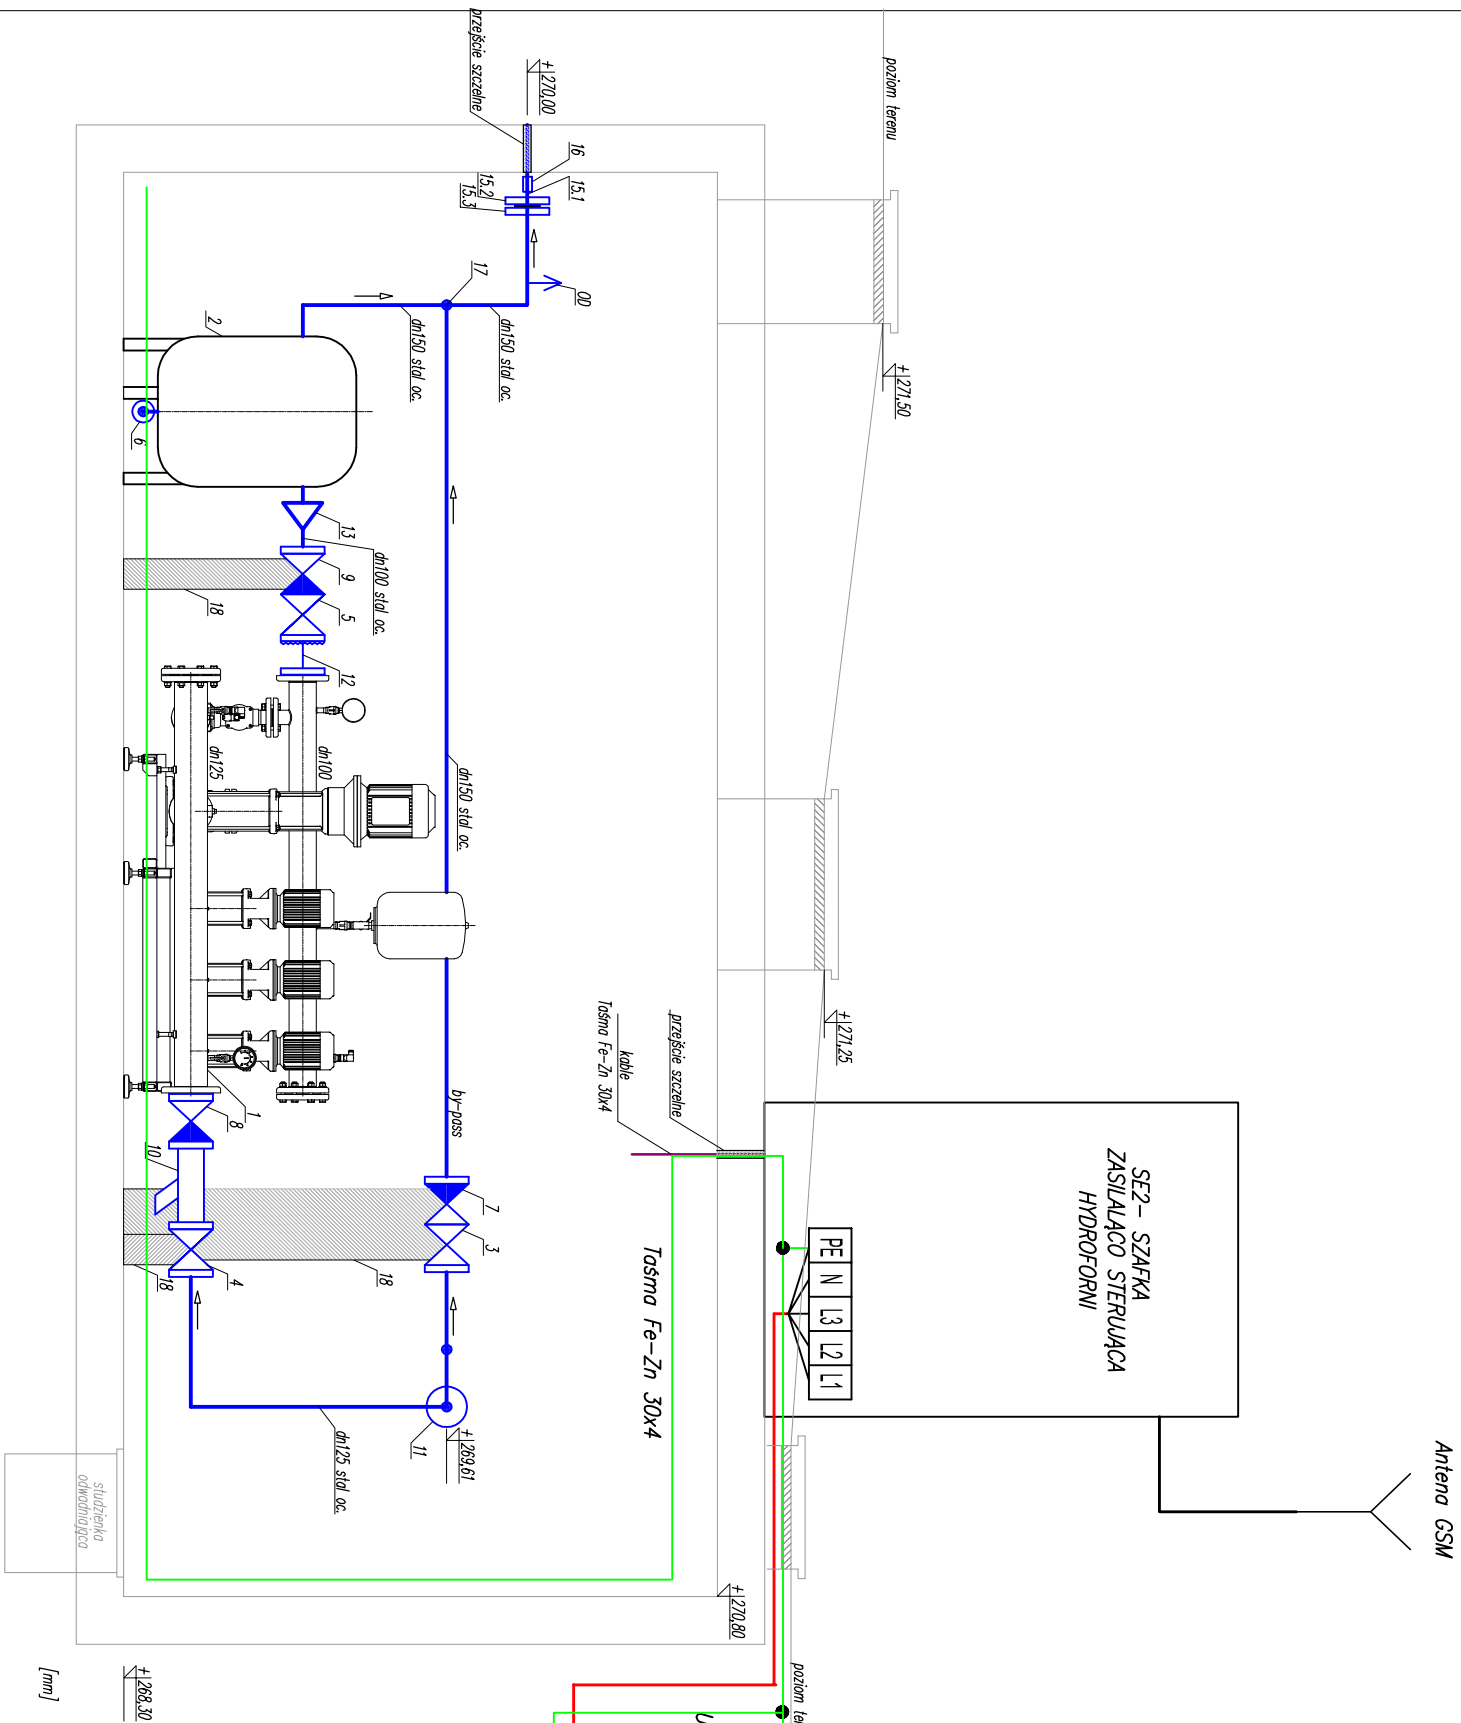 Antena GSM
SE2- SZAFKA
ZASILALĄCO STERUJĄCA
HYDROFORNI
PE
N
L3
L2
L1
poziom terenu
+271,50
+271,25
+270,80
przejście szczelne
+270,00
16
15.1
15.2
15.3
OD
17
dn150 stal oc.
dn150 stal oc.
dn150 stal oc.
by-pass
przejście szczelne
kable
Taśma Fe-Zn 30x4
Taśma Fe-Zn 30x4
7
3
+269,61
11
2
6
13
dn100 stal oc.
9
5
18
12
dn100
dn125
1
8
10
18
18
4
dn125 stal oc.
studzienka
odwadniająca
+268,30
[mm]